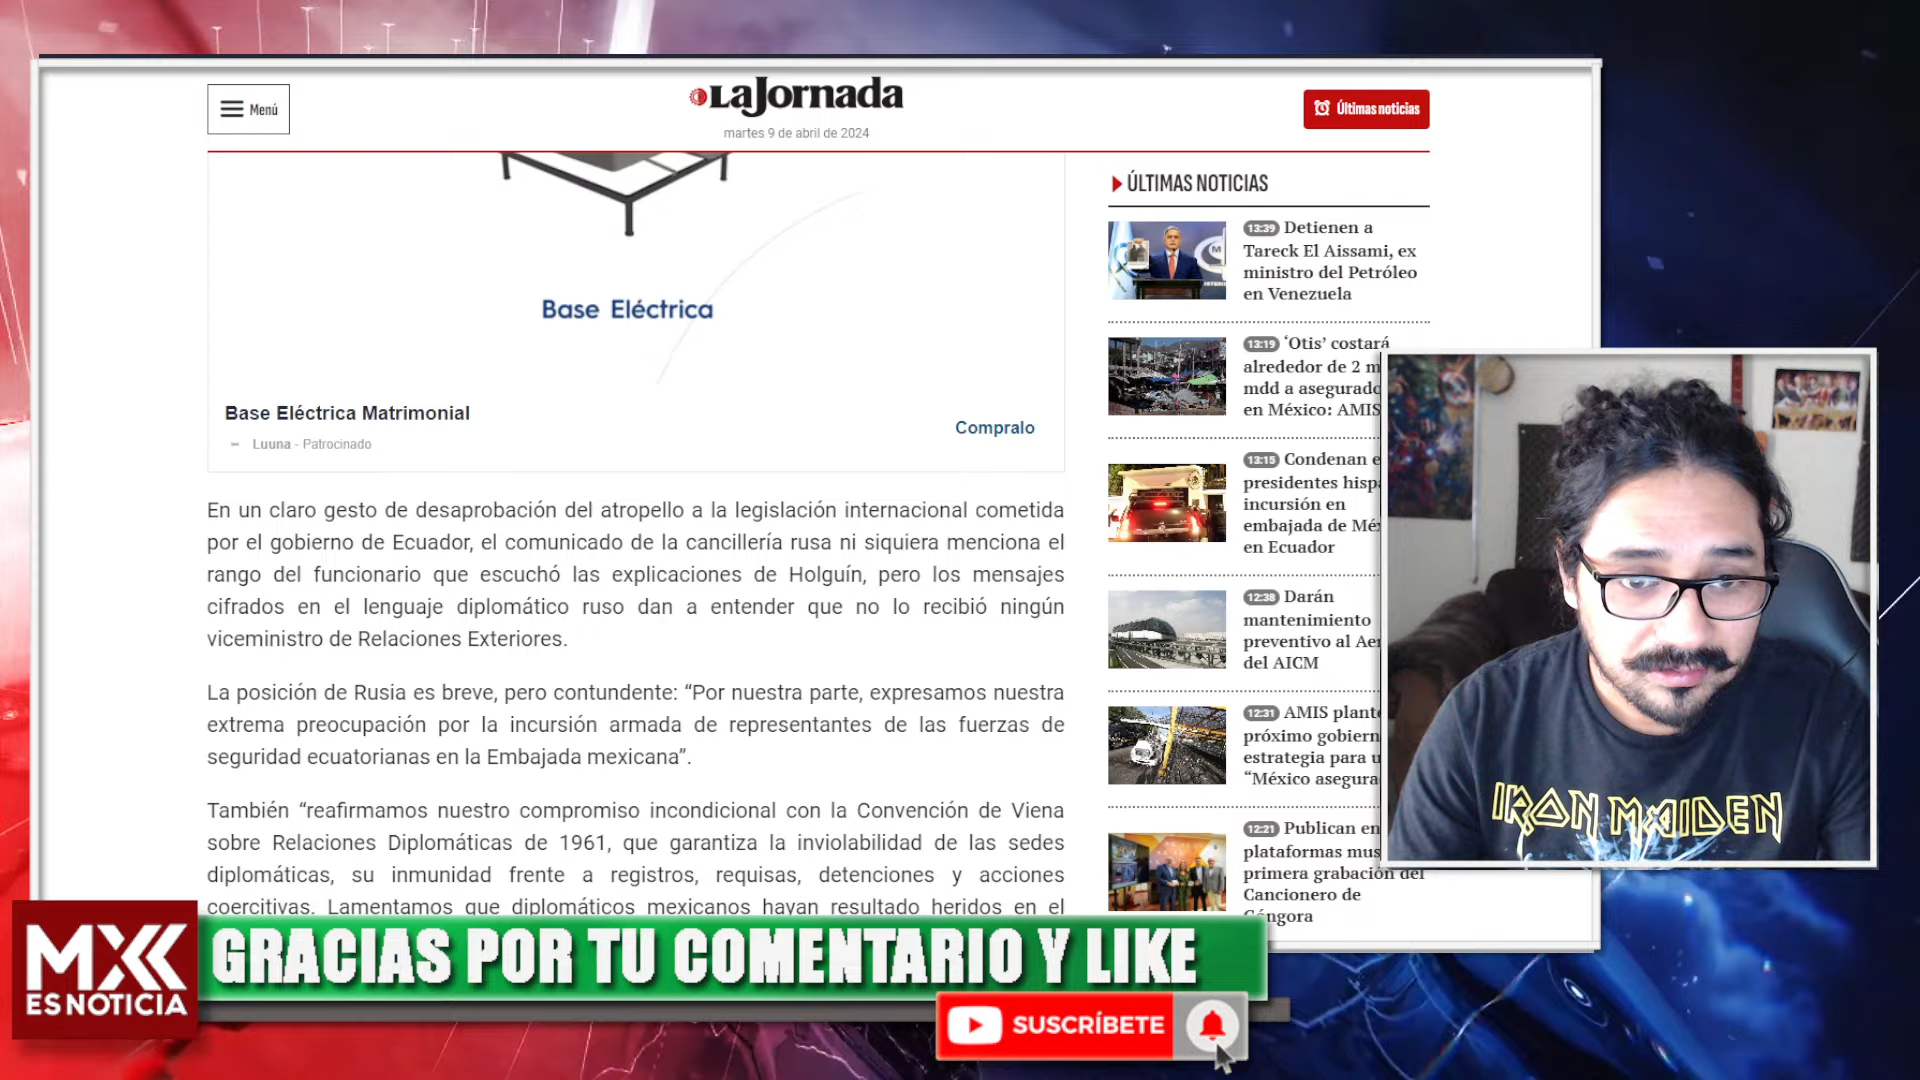 Menú
LaJornada
martes 9 de abril de 2024
Últimas noticias
Base Eléctrica
Base Eléctrica Matrimonial
Luuna - Patrocinado
Compralo
En un claro gesto de desaprobación del atropello a la legislación internacional cometida
por el gobierno de Ecuador, el comunicado de la cancillería rusa ni siquiera menciona el
rango del funcionario que escuchó las explicaciones de Holguín, pero los mensajes
cifrados en el lenguaje diplomático ruso dan a entender que no lo recibió ningún
viceministro de Relaciones Exteriores.
La posición de Rusia es breve, pero contundente: “Por nuestra parte, expresamos nuestra
extrema preocupación por la incursión armada de representantes de las fuerzas de
seguridad ecuatorianas en la Embajada mexicana”.
También “reafirmamos nuestro compromiso incondicional con la Convención de Viena
sobre Relaciones Diplomáticas de 1961, que garantiza la inviolabilidad de las sedes
diplomáticas, su inmunidad frente a registros, requisas, detenciones y acciones
coercitivas. Lamentamos que diplomáticos mexicanos hayan resultado heridos en el
ÚLTIMAS NOTICIAS
13:39 Detienen a
Tareck El Aissami, ex
ministro del Petróleo
en Venezuela
13:19 ‘Otis’ costará
alrededor de 2 m
mdd a asegurado
en México: AMIS
13:15 Condenan e
presidentes hisp
incursión en
embajada de Mé
en Ecuador
12:38 Darán
mantenimiento
preventivo al Ae
del AICM
12:31 AMIS plant
próximo gobiern
estrategia para u
“México asegura
12:21 Publican en
plataformas mus
primera grabación del
Cancionero de
Góngora
IRON MAIDEN
MX
ES NOTICIA
GRACIAS POR TU COMENTARIO Y LIKE
SUSCRÍBETE